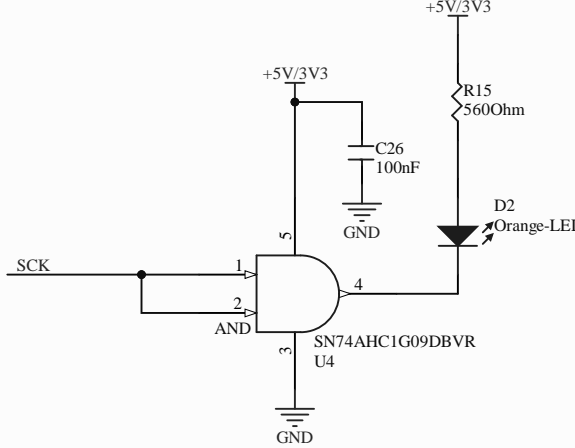 +5V/3V3
R15
560Ohm
+5V/3V3
C26
100nF
GND
D2
Orange-LED
5
SCK
1
4
2
AND
SN74AHC1G09DBVR
U4
3
GND